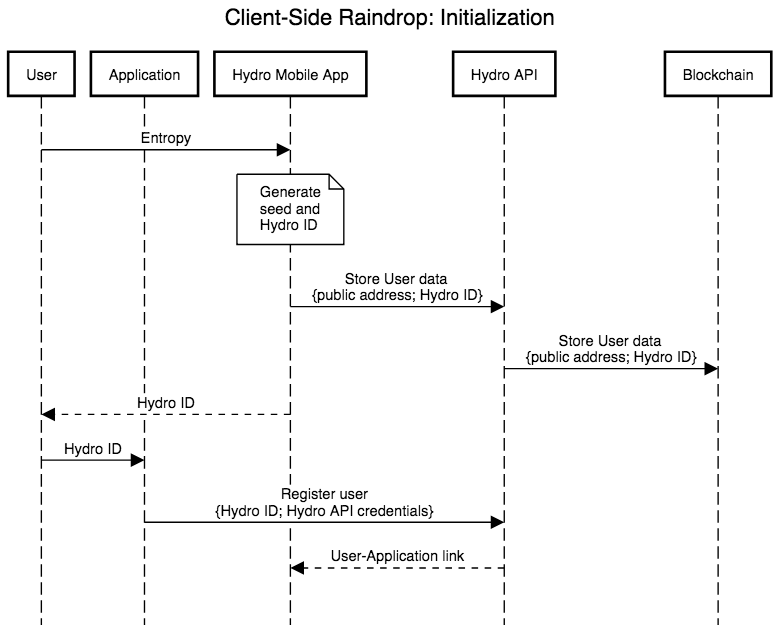 Client-Side Raindrop: Initialization
User
Application
Hydro Mobile App
Hydro API
Blockchain
Entropy
Generate
seed and
Hydro ID
Store User data
{public address; Hydro ID}
Store User data
{public address; Hydro ID}
Hydro ID
Hydro ID
Register user
{Hydro ID; Hydro API credentials}
User-Application link